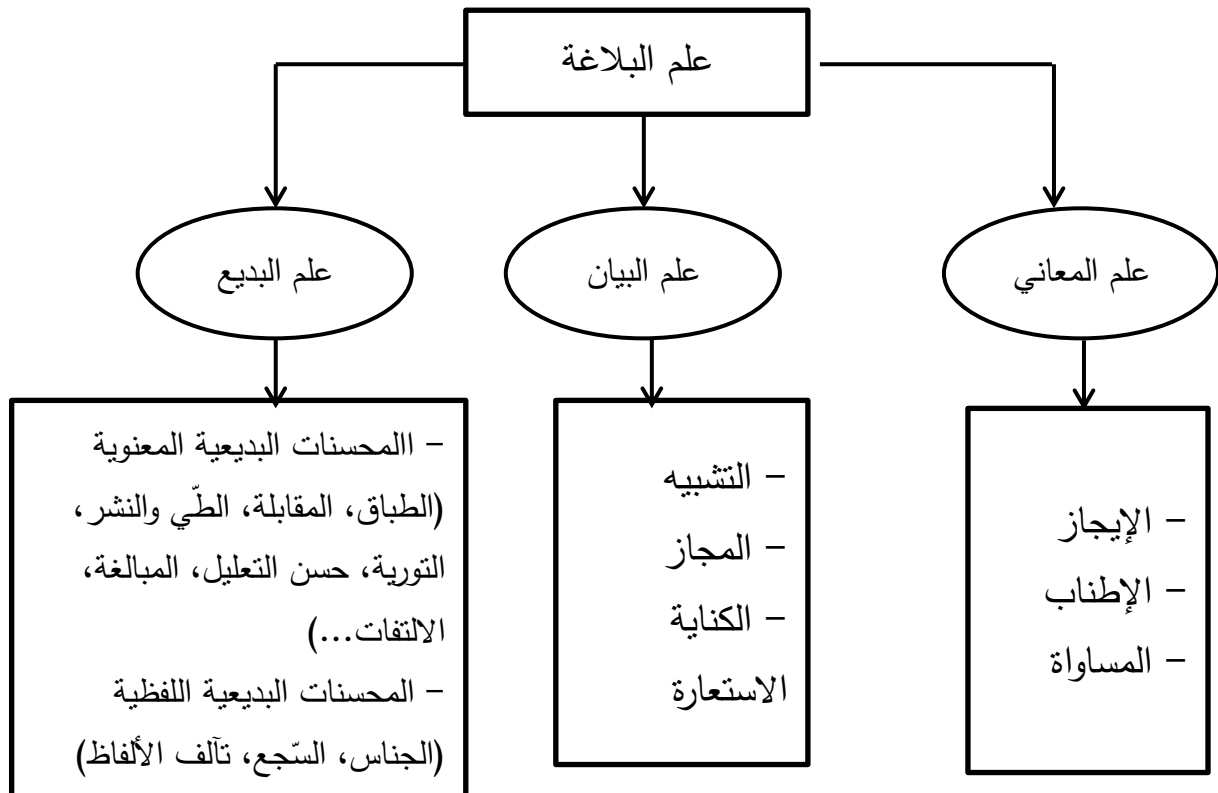 علم البلاغة
علم المعاني
علم البيان
علم البديع
- الإيجاز
- الإطناب
- المساواة
- التشبيه
- المجاز
- الكناية
الاستعارة
- االمحسنات البديعية المعنوية
(الطباق، المقابلة، الطّي والنشر،
التورية، حسن التعليل، المبالغة،
الالتفات...)
- المحسنات البديعية اللفظية
(الجناس، السّجع، تآلف الألفاظ)